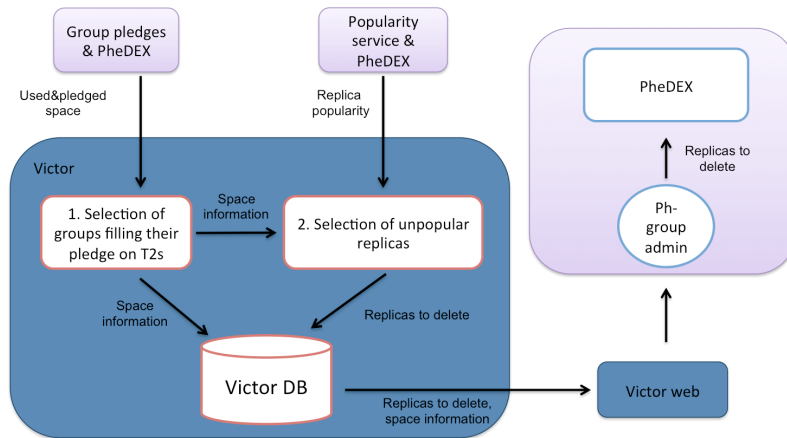 Group pledges
& PheDEX
Popularity
service &
PheDEX
PheDEX
Used&pledged
space
Replica
popularity
Replicas to
delete
Victor
Space
information
1. Selection of
groups filling their
pledge on T2s
2. Selection of unpopular
replicas
Ph-
group
admin
Space
information
Replicas to delete
Victor DB
Victor web
Replicas to delete,
space information